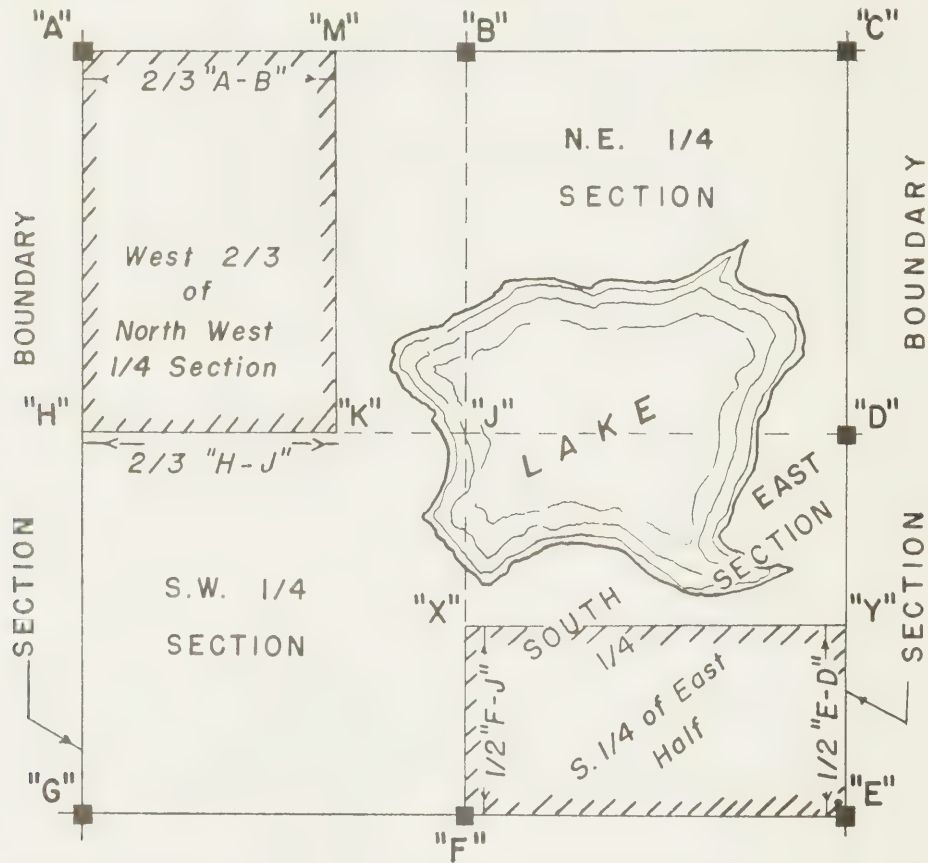 "A"
"M"
"B"
"C"
2/3 "A-B"
N.E. 1/4
SECTION
BOUNDARY
BOUNDARY
West 2/3
of
North West
1/4 Section
"H"
"K"
"J"
"D"
2/3 "H-J"
LAKE
EAST
SECTION
SECTION
SECTION
S.W. 1/4
SECTION
"X"
"Y"
SOUTH
1/4
1/2 "F-J"
S. 1/4 of East
Half
1/2 "E-D"
"G"
"F"
"E"